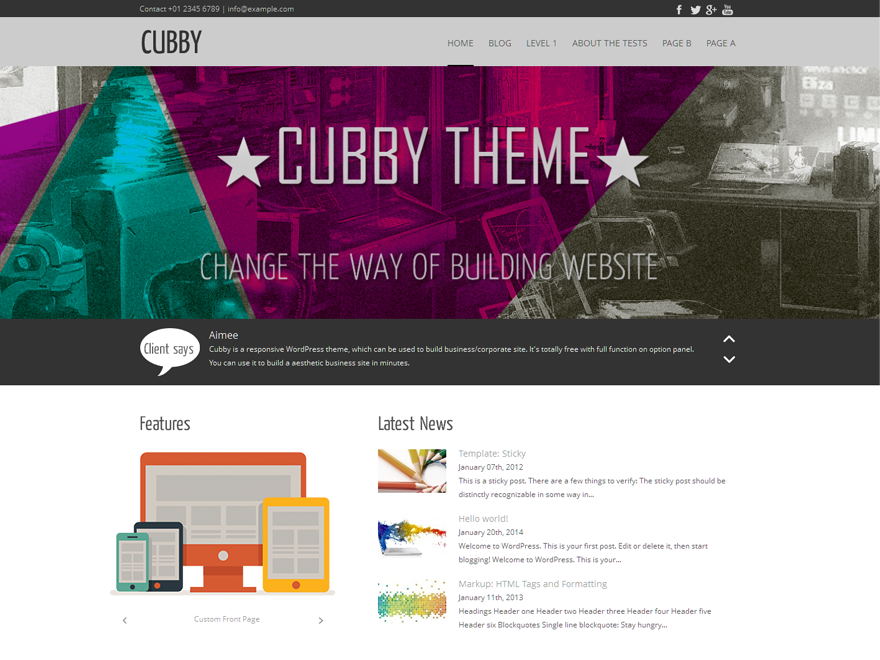 Contact +01 2345 6789 | info@example.com
CUBBY
HOME BLOG LEVEL 1 ABOUT THE TESTS PAGE B PAGE A
CUBBY THEME
CHANGE THE WAY OF BUILDING WEBSITE
Client says
Aimee
Cubby is a responsive WordPress theme, which can be used to build business/corporate site. It's totally free with full function on option panel.
You can use it to build a aesthetic business site in minutes.
Features
Custom Front Page
Latest News
Template: Sticky
January 07th, 2012
This is a sticky post. There are a few things to verify: The sticky post should be
distinctly recognizable in some way in...
Hello world!
January 20th, 2014
Welcome to WordPress. This is your first post. Edit or delete it, then start
blogging! Welcome to WordPress. This is your...
Markup: HTML Tags and Formatting
January 11th, 2013
Headings Header one Header two Header three Header four Header five
Header six Blockquotes Single line blockquote: Stay hungry...